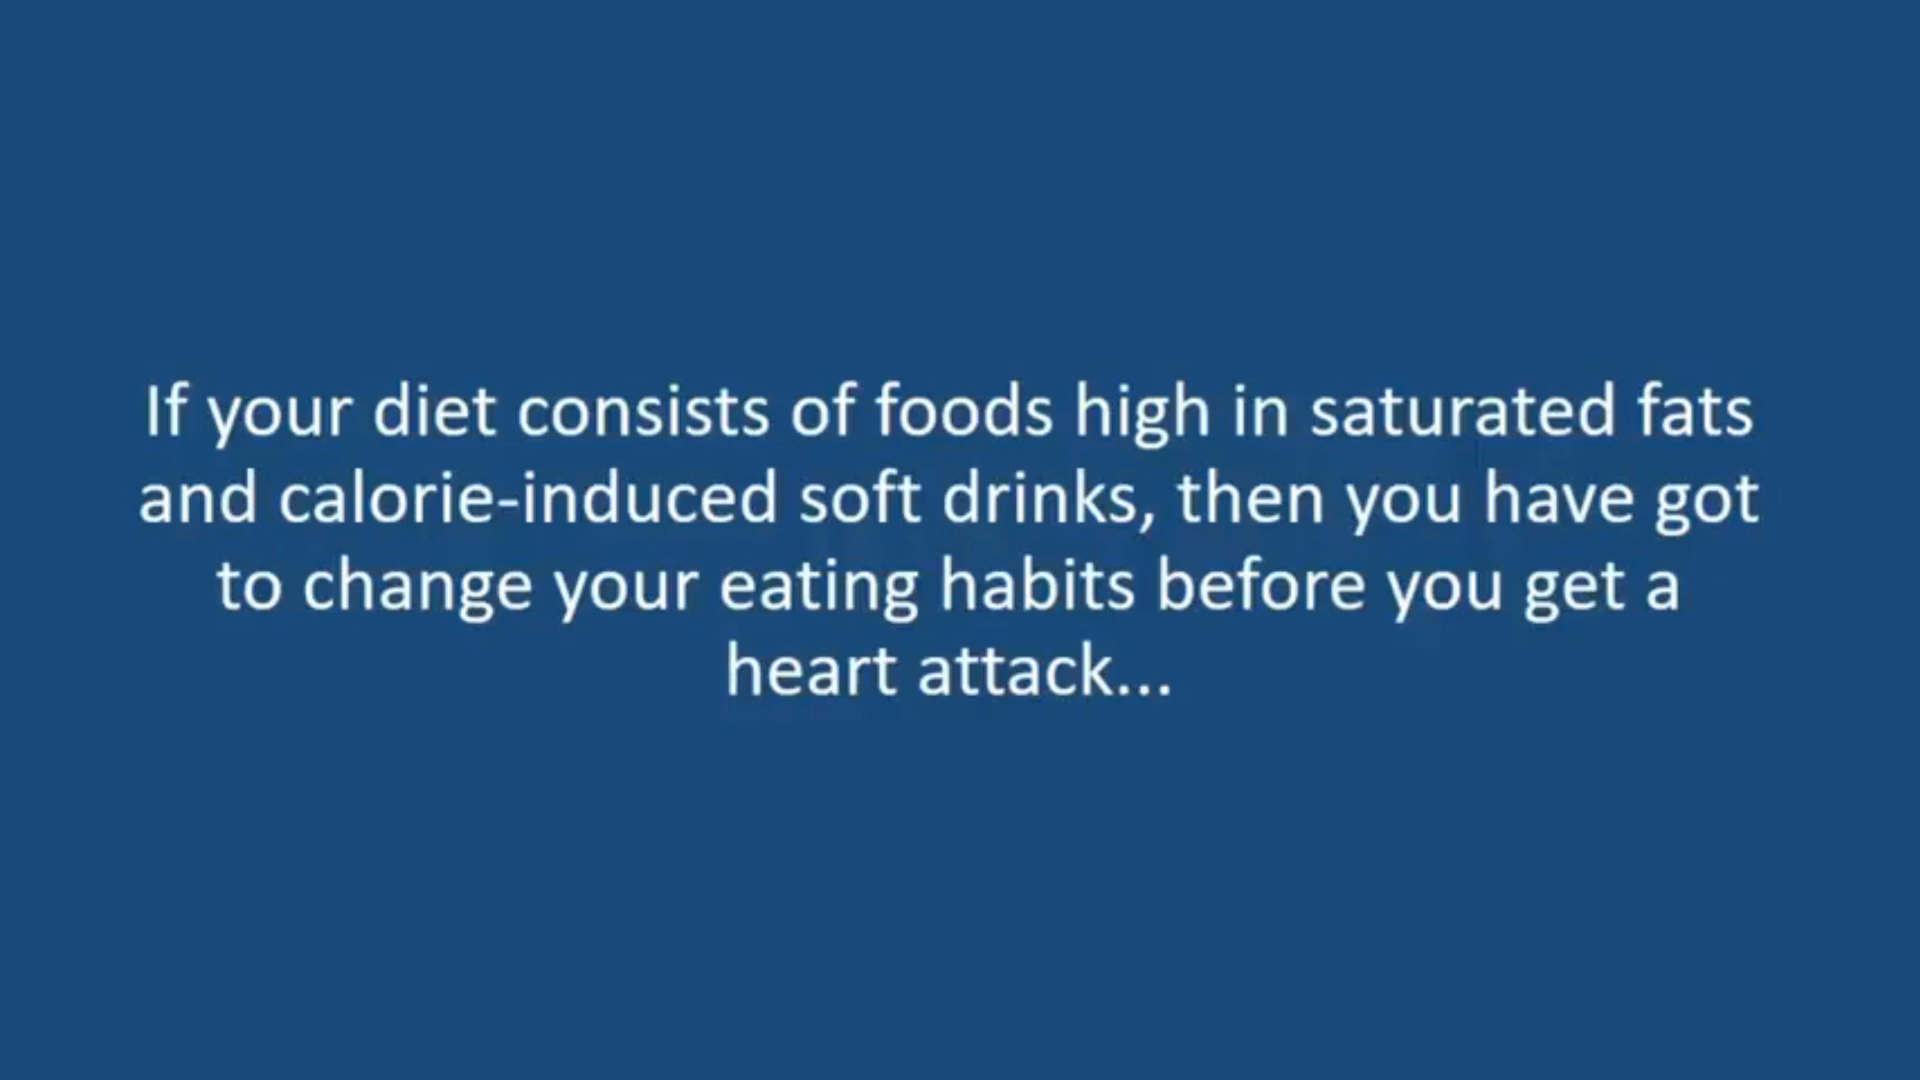 If your diet consists of foods high in saturated fats
and calorie-induced soft drinks, then you have got
to change your eating habits before you get a
heart attack...